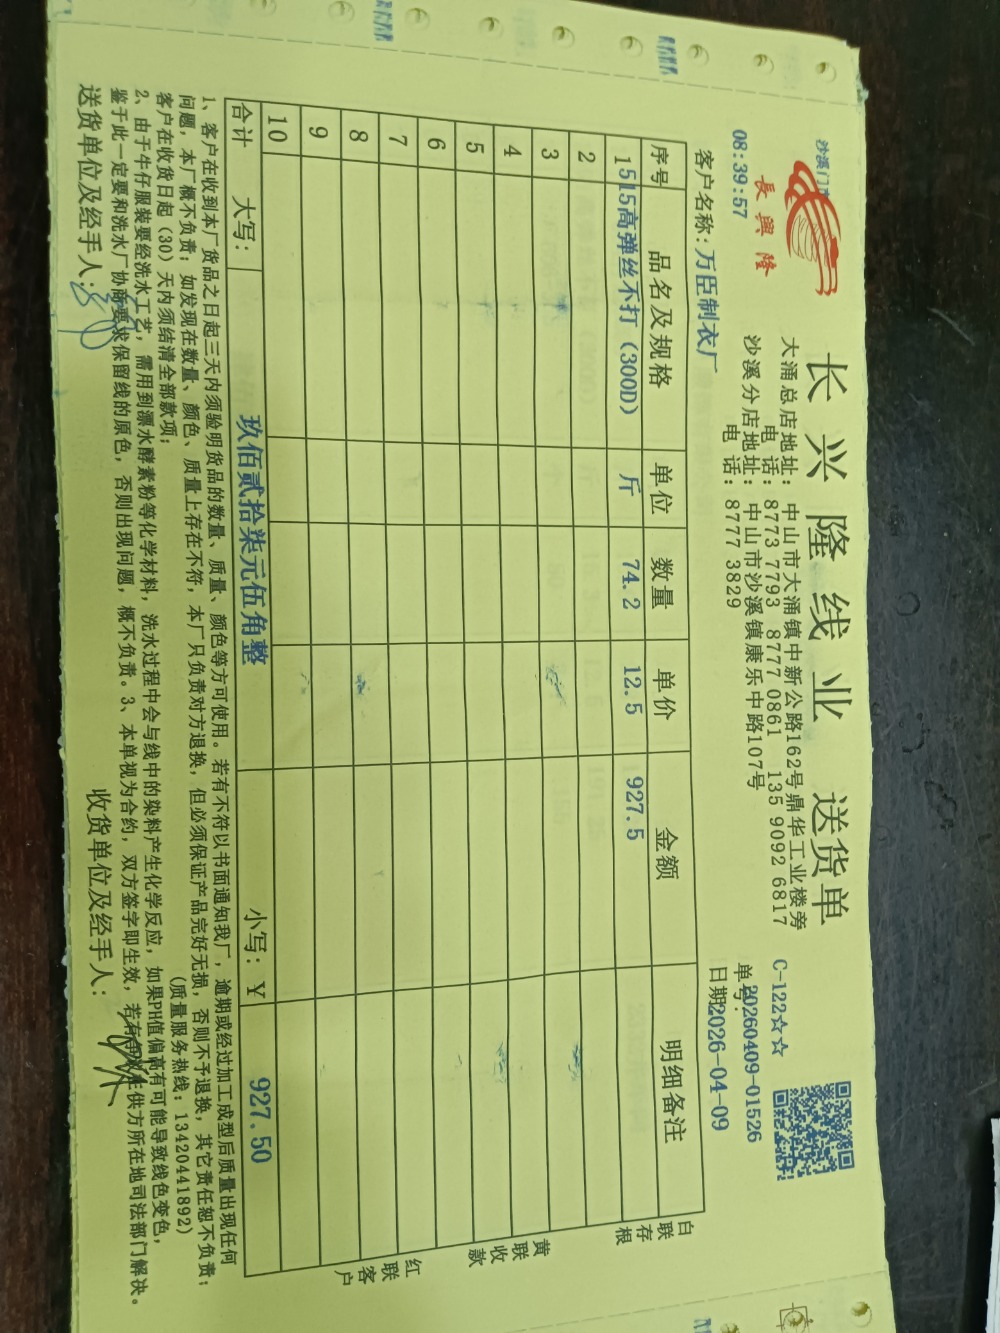 長興隆
长兴隆线业 送货单
沙溪门
大涌总店地址: 中山市大涌镇中新公路162号鼎华工业楼旁
电 话: 8773 7793 8777 0861 135 9092 6817
沙溪分店地址: 中山市沙溪镇康乐中路107号
电 话: 8777 3829
C-122☆☆
08:39:57
单号: 20260409-01526
客户名称: 万臣制衣厂
日期2026-04-09
序号 品名及规格 单位 数量 单价 金额 明细备注
1 515高弹丝不打（300D） 斤 74.2 12.5 927.5
2
3
4
5
6
7
8
9
10
合计 大写: 玖佰贰拾柒元伍角整 小写: ¥ 927.50
白联存根
黄联收款
红联客户
1、客户在收到本厂货品之日起三天内须验明货品的数量、质量、颜色等方可使用。若有不符以书面通知我厂，逾期或经过加工成型后质量出现任何
问题，本厂概不负责；如发现在数量、颜色、质量上存在不符，本厂只负责对方退换，但必须保证产品完好无损，否则不予退换，其它责任恕不负责；
客户在收货日起（30）天内须结清全部款项；
(质量服务热线: 13420441892)
2、由于牛仔服装要经洗水工艺，需用到漂水酵素粉等化学材料，洗水过程中会与线中的染料产生化学反应，如果PH值偏高有可能导致线色变色，
鉴于此一定要和洗水厂协商要求保留线的原色，否则出现问题，概不负责。3、本单视为合约，双方签字即生效，若有 供方所在地司法部门解决。
送货单位及经手人: 收货单位及经手人: